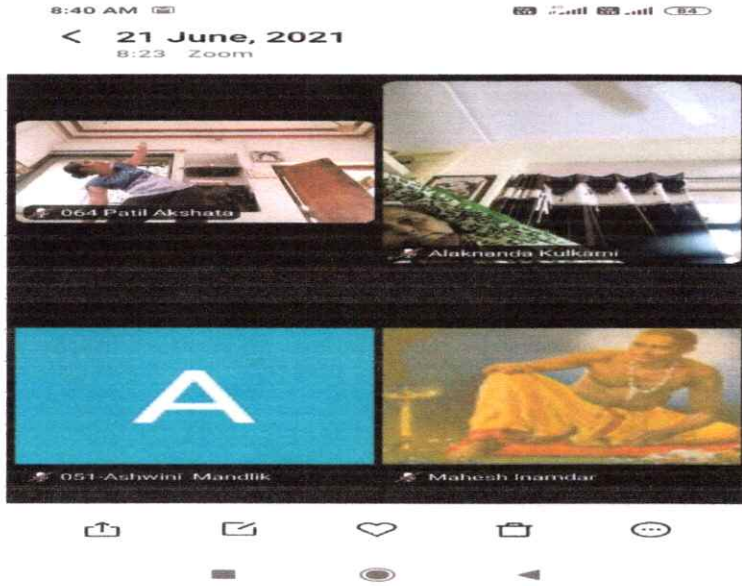 8:40 AM
84
21 June, 2021
8:23 Zoom
064 Patil Akshata
Alaknanda Kulkarni
A
051-Ashwini Mandlik
Mahesh Inamdar